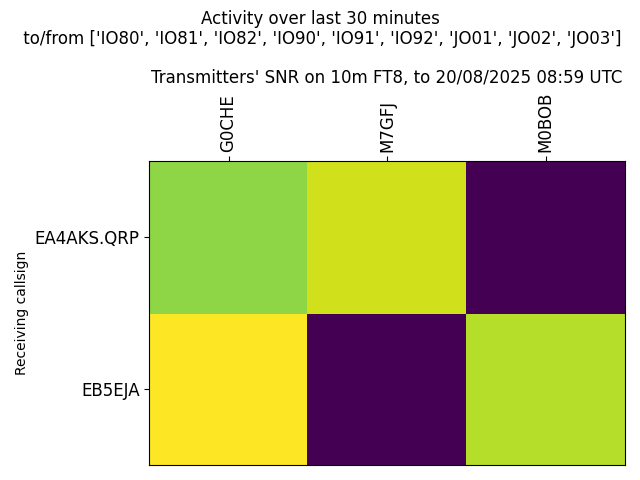 Activity over last 30 minutes
to/from ['IO80', 'IO81', 'IO82', 'IO90', 'IO91', 'IO92', 'JO01', 'JO02', 'JO03']
Transmitters' SNR on 10m FT8, to 20/08/2025 08:59 UTC
G0CHE
M7GFJ
M0BOB
Receiving callsign
EA4AKS.QRP
EB5EJA